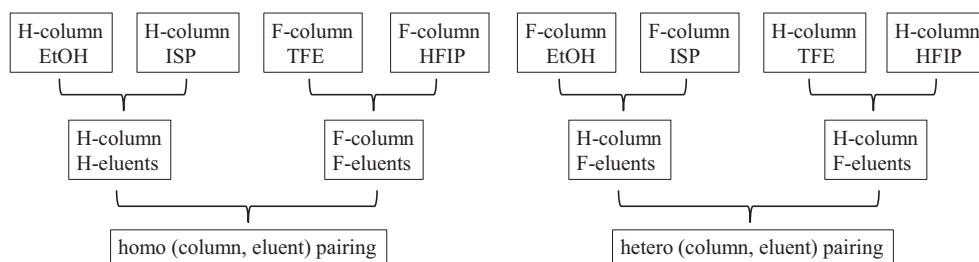 H-column
EtOH
H-column
ISP
F-column
TFE
F-column
HFIP
F-column
EtOH
F-column
ISP
H-column
TFE
H-column
HFIP
H-column
H-eluents
F-column
F-eluents
H-column
F-eluents
H-column
F-eluents
homo (column, eluent) pairing
hetero (column, eluent) pairing